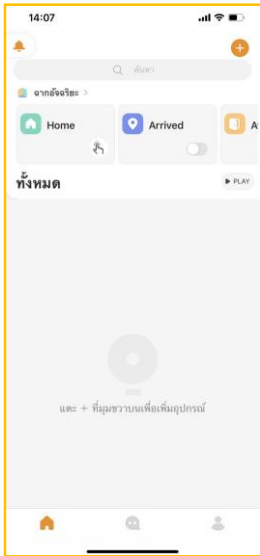 14:07
ค้นหา
ฉากอัจฉริยะ >
Home
Arrived
A
ทั้งหมด
PLAY
แตะ + ที่มุมขวาบนเพื่อเพิ่มอุปกรณ์